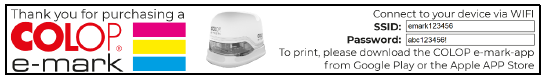 Thank you for purchasing a
COLOP
e-mark
Connect to your device via WIFI
SSID: emark123456
Password: abc123456!
To print, please download the COLOP e-mark-app
from Google Play or the Apple APP Store